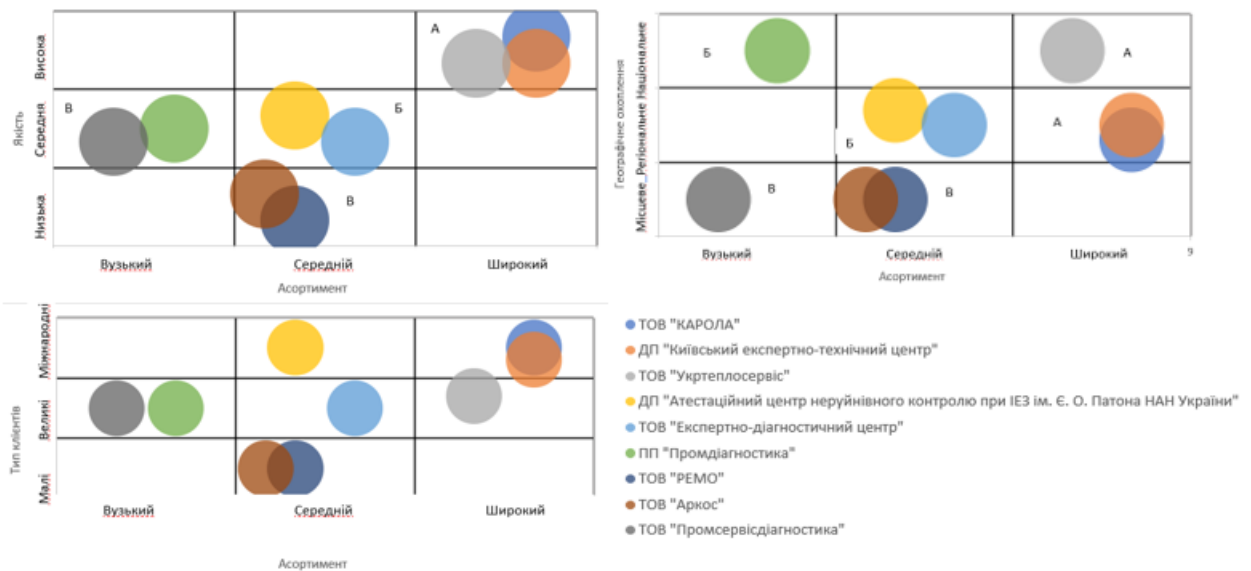 Якість
Висока
Середня
Низька
А
В
Б
В
Вузький
Середній
Широкий
Асортимент
Географічне охоплення
Місцеве Регіональне Національне
Б
А
А
Б
В
В
Вузький
Середній
Широкий
9
Асортимент
Тип клієнтів
Міжнародні
Великі
Малі
Вузький
Середній
Широкий
Асортимент
ТОВ "КАРОЛА"
ДП "Київський експертно-технічний центр"
ТОВ "Укртеплосервіс"
ДП "Атестаційний центр неруйнівного контролю при ІЕЗ ім. Є. О. Патона НАН України"
ТОВ "Експертно-діагностичний центр"
ПП "Промдіагностика"
ТОВ "РЕМО"
ТОВ "Аркос"
ТОВ "Промсервісдіагностика"